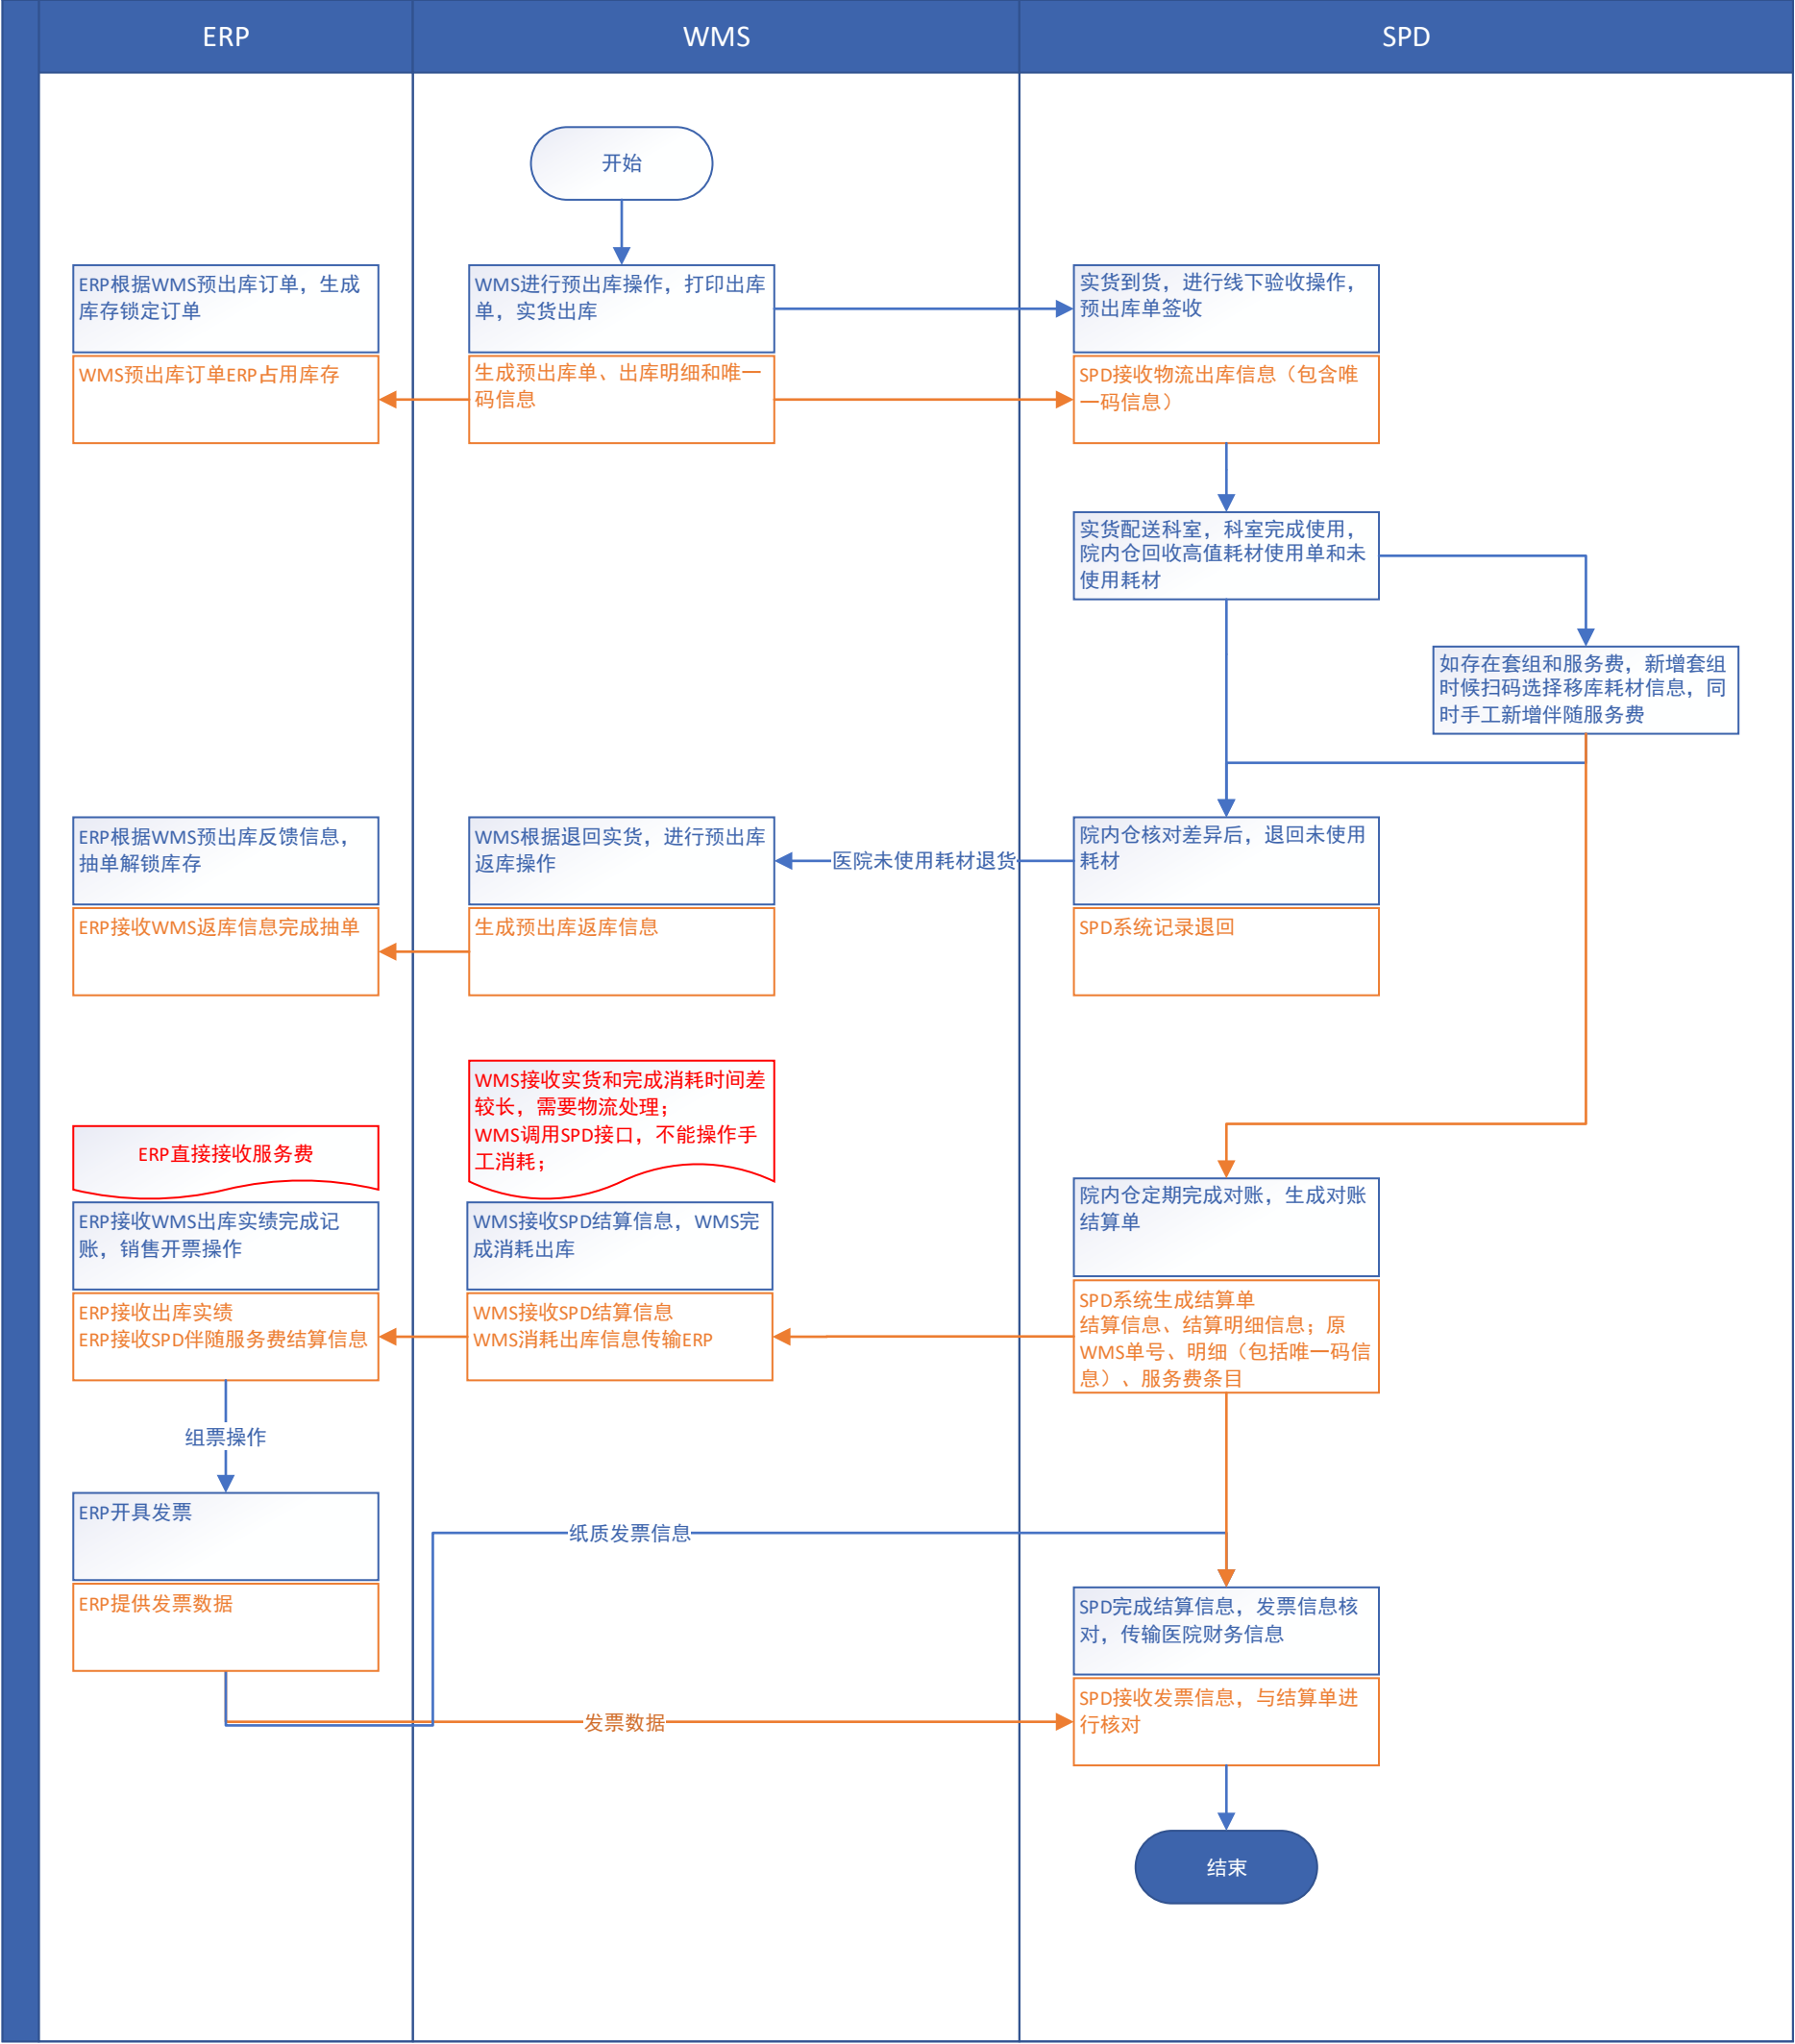 ERP
WMS
SPD
开始
ERP根据WMS预出库订单，生成
库存锁定订单
WMS进行预出库操作，打印出库
单，实货出库
实货到货，进行线下验收操作，
预出库单签收
WMS预出库订单ERP占用库存
生成预出库单、出库明细和唯一
码信息
SPD接收物流出库信息（包含唯
一码信息）
实货配送科室，科室完成使用，
院内仓回收高值耗材使用单和未
使用耗材
如存在套组和服务费，新增套组
时候扫码选择移库耗材信息，同
时手工新增伴随服务费
ERP根据WMS预出库反馈信息，
抽单解锁库存
WMS根据退回实货，进行预出库
返库操作
医院未使用耗材退货
院内仓核对差异后，退回未使用
耗材
ERP接收WMS返库信息完成抽单
生成预出库返库信息
SPD系统记录退回
WMS接收实货和完成消耗时间差
较长，需要物流处理；
WMS调用SPD接口，不能操作手
工消耗；
ERP直接接收服务费
ERP接收WMS出库实绩完成记
账，销售开票操作
WMS接收SPD结算信息，WMS完
成消耗出库
院内仓定期完成对账，生成对账
结算单
ERP接收出库实绩
ERP接收SPD伴随服务费结算信息
WMS接收SPD结算信息
WMS消耗出库信息传输ERP
SPD系统生成结算单
结算信息、结算明细信息；原
WMS单号、明细（包括唯一码信
息）、服务费条目
组票操作
ERP开具发票
纸质发票信息
ERP提供发票数据
SPD完成结算信息，发票信息核
对，传输医院财务信息
发票数据
SPD接收发票信息，与结算单进
行核对
结束